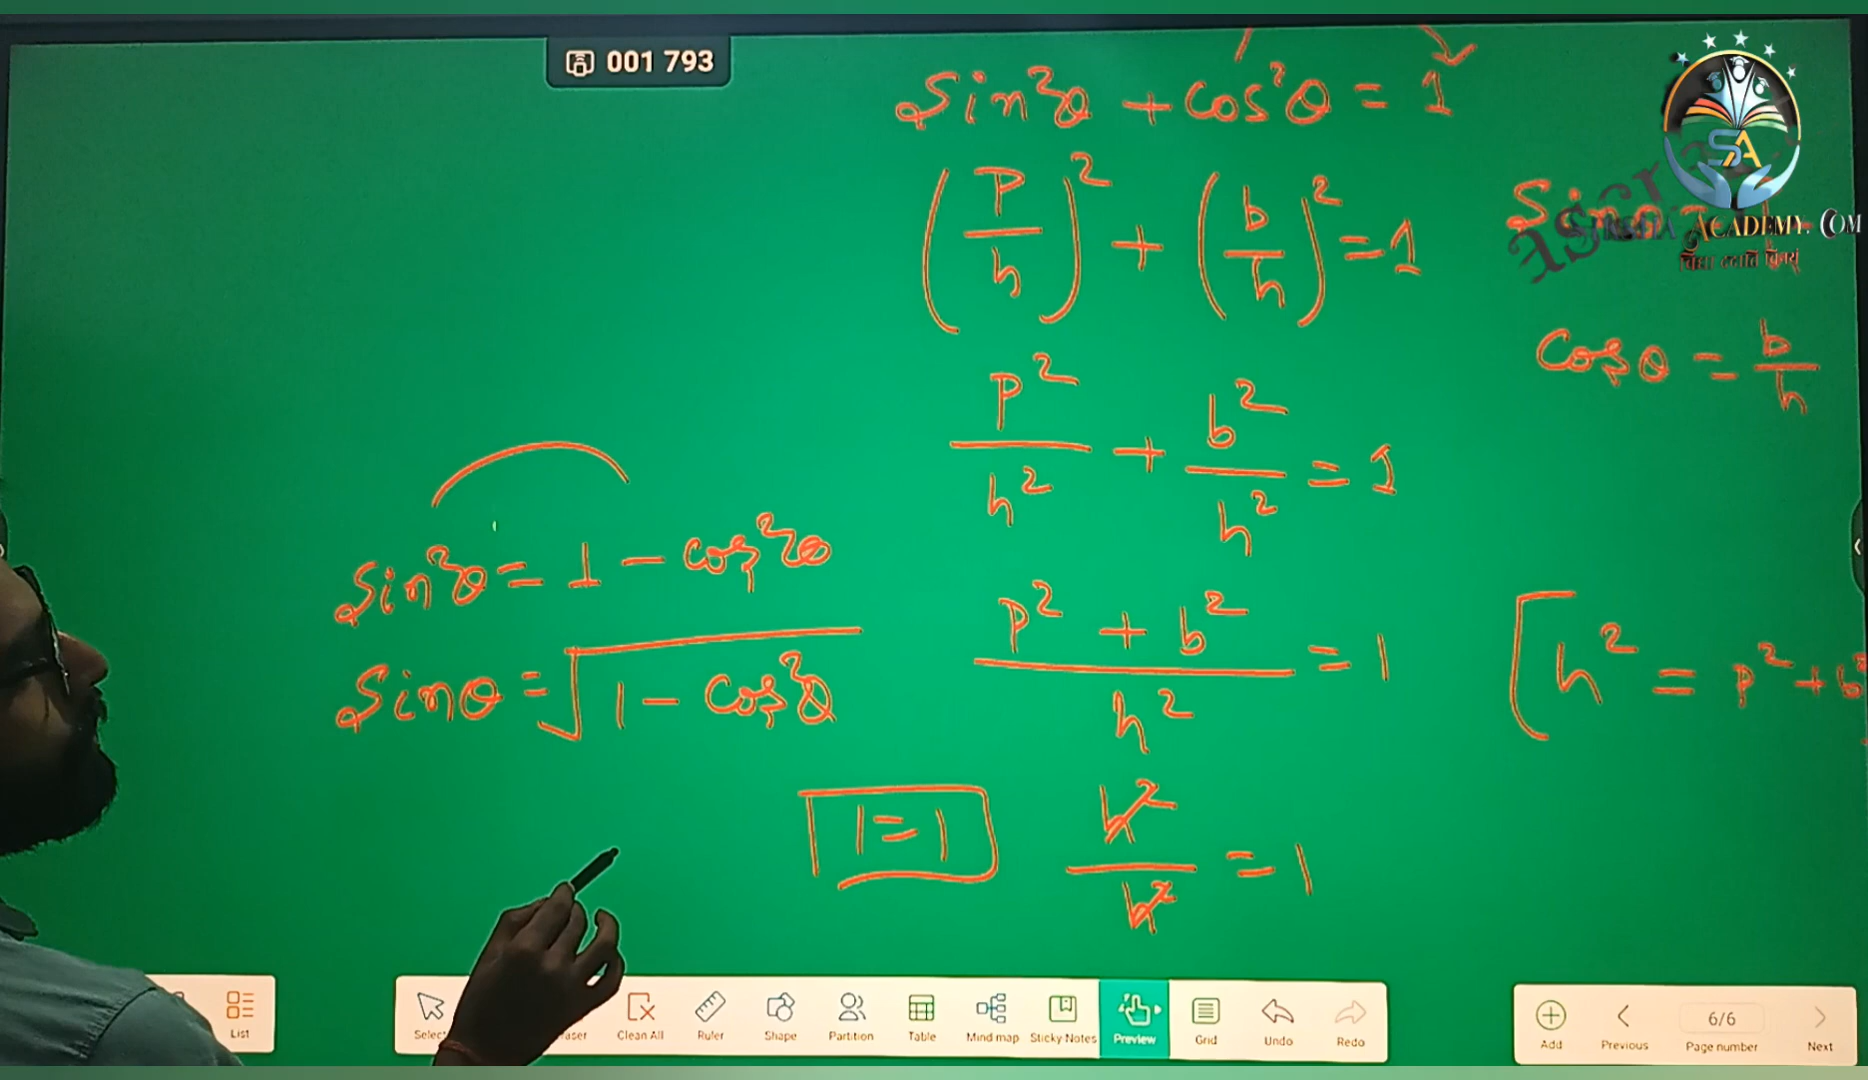 001 793
sin²θ + cos²θ = 1
(p/h)² + (b/h)² = 1
p²/h² + b²/h² = 1
p² + b²/h² = 1
h²/h² = 1
1 = 1
sin²θ = 1 - cos²θ
sinθ = √1 - cos²θ
SA
ACADEMY. COM
cosθ = b/h
[h² = p² + b²
List
Select
Clean All
Ruler
Shape
Partition
Table
Mind map
Sticky Notes
Preview
Grid
Undo
Redo
Add
Previous
6/6
Page number
Next